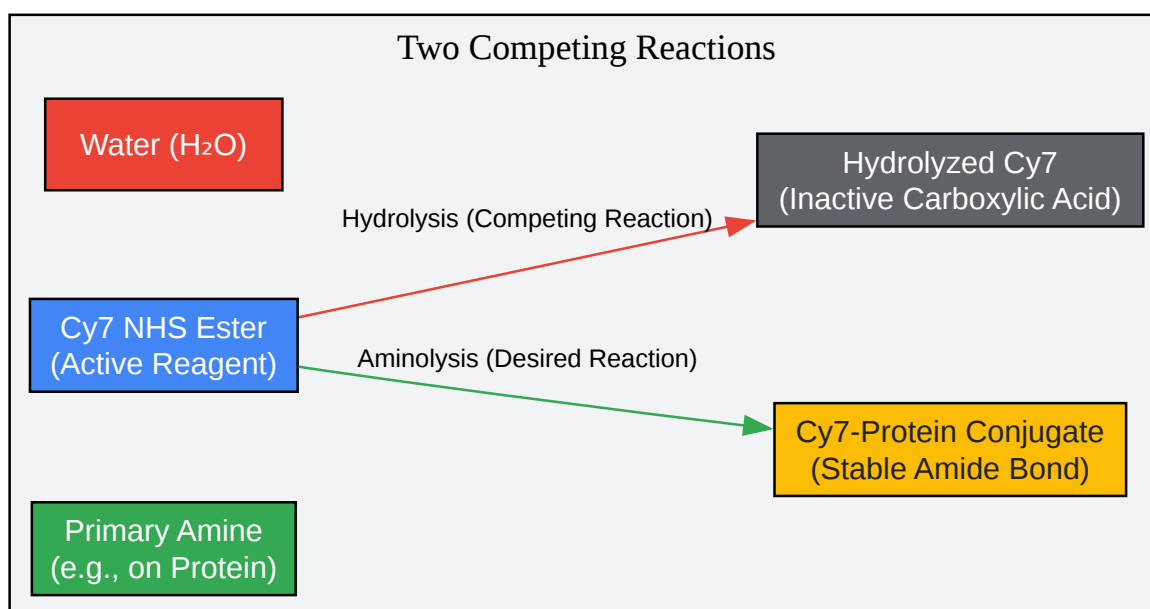 Two Competing Reactions
Water (H₂O)
Hydrolyzed Cy7
(Inactive Carboxylic Acid)
Hydrolysis (Competing Reaction)
Cy7 NHS Ester
(Active Reagent)
Aminolysis (Desired Reaction)
Cy7-Protein Conjugate
(Stable Amide Bond)
Primary Amine
(e.g., on Protein)